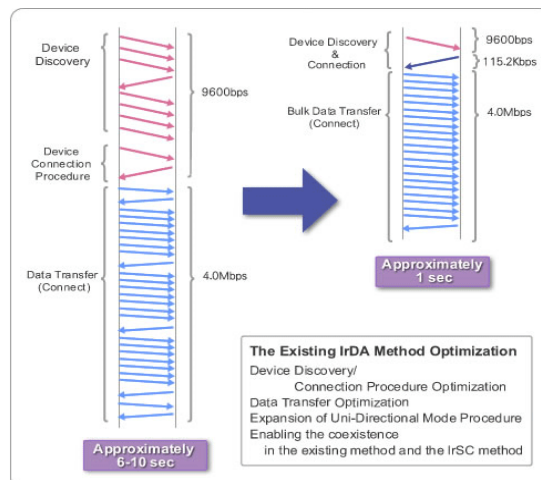 Device
Discovery
9600bps
Device
Connection
Procedure
Data Transfer
(Connect)
4.0Mbps
Approximately
6-10 sec
Device Discovery
&
Connection
9600bps
115.2Kbps
Bulk Data Transfer
(Connect)
4.0Mbps
Approximately
1 sec
The Existing IrDA Method Optimization
Device Discovery/
Connection Procedure Optimization
Data Transfer Optimization
Expansion of Uni-Directional Mode Procedure
Enabling the coexistence
in the existing method and the IrSC method